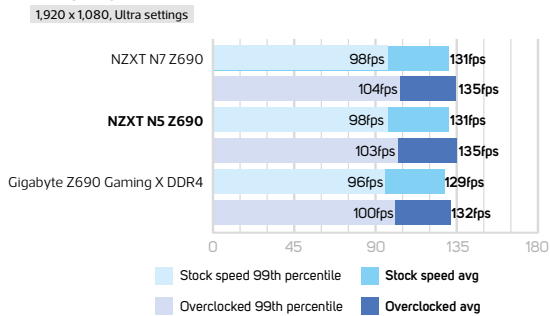 1,920 x 1,080, Ultra settings
NZXT N7 Z690
98fps 131fps
104fps 135fps
NZXT N5 Z690
98fps 131fps
103fps 135fps
Gigabyte Z690 Gaming X DDR4
96fps 129fps
100fps 132fps
0 45 90 135 180
Stock speed 99th percentile Stock speed avg
Overclocked 99th percentile Overclocked avg